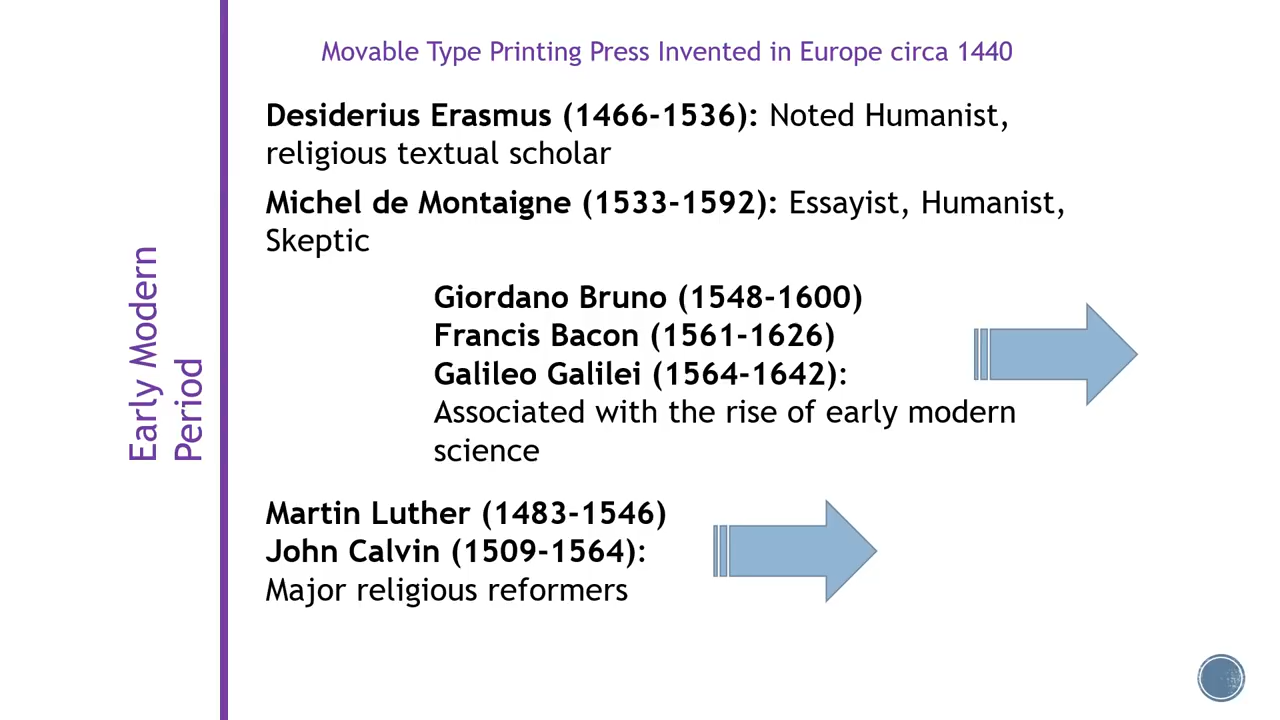 Movable Type Printing Press Invented in Europe circa 1440
Desiderius Erasmus (1466-1536): Noted Humanist,
religious textual scholar
Michel de Montaigne (1533-1592): Essayist, Humanist,
Skeptic
Giordano Bruno (1548-1600)
Francis Bacon (1561-1626)
Galileo Galilei (1564-1642):
Associated with the rise of early modern
science
Martin Luther (1483-1546)
John Calvin (1509-1564):
Major religious reformers
Early Modern
Period